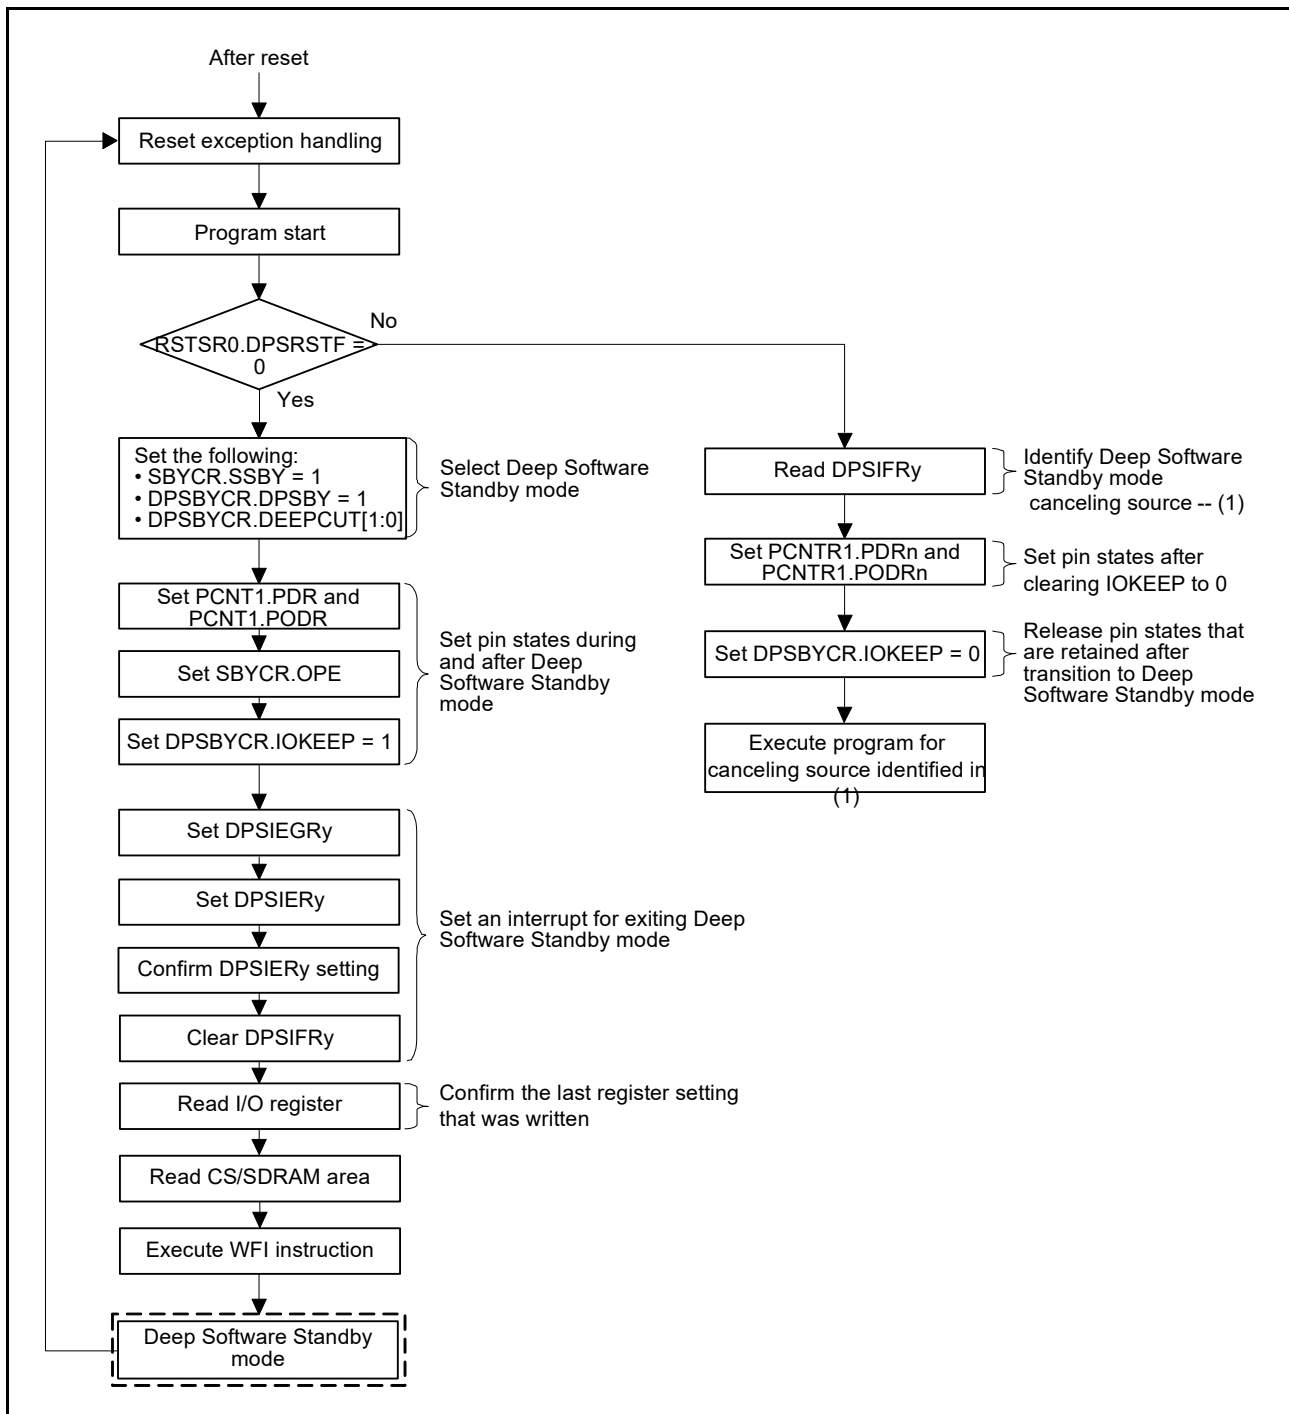 After reset
Reset exception handling
Program start
RSTSR0.DPSRSTF =
0
No
Yes
Set the following:
• SBYCR.SSBY = 1
• DPSBYCR.DPSBY = 1
• DPSBYCR.DEEPCUT[1:0]
Select Deep Software
Standby mode
Set PCNT1.PDR and
PCNT1.PODR
Set SBYCR.OPE
Set DPSBYCR.IOKEEP = 1
Set pin states during
and after Deep
Software Standby
mode
Set DPSIEGRy
Set DPSIERy
Confirm DPSIERy setting
Clear DPSIFRy
Set an interrupt for exiting Deep
Software Standby mode
Read I/O register
Confirm the last register setting
that was written
Read CS/SDRAM area
Execute WFI instruction
Deep Software Standby
mode
Read DPSIFRy
Identify Deep Software
Standby mode
canceling source -- (1)
Set PCNTR1.PDRn and
PCNTR1.PODRn
Set pin states after
clearing IOKEEP to 0
Set DPSBYCR.IOKEEP = 0
Release pin states that
are retained after
transition to Deep
Software Standby mode
Execute program for
canceling source identified in
(1)